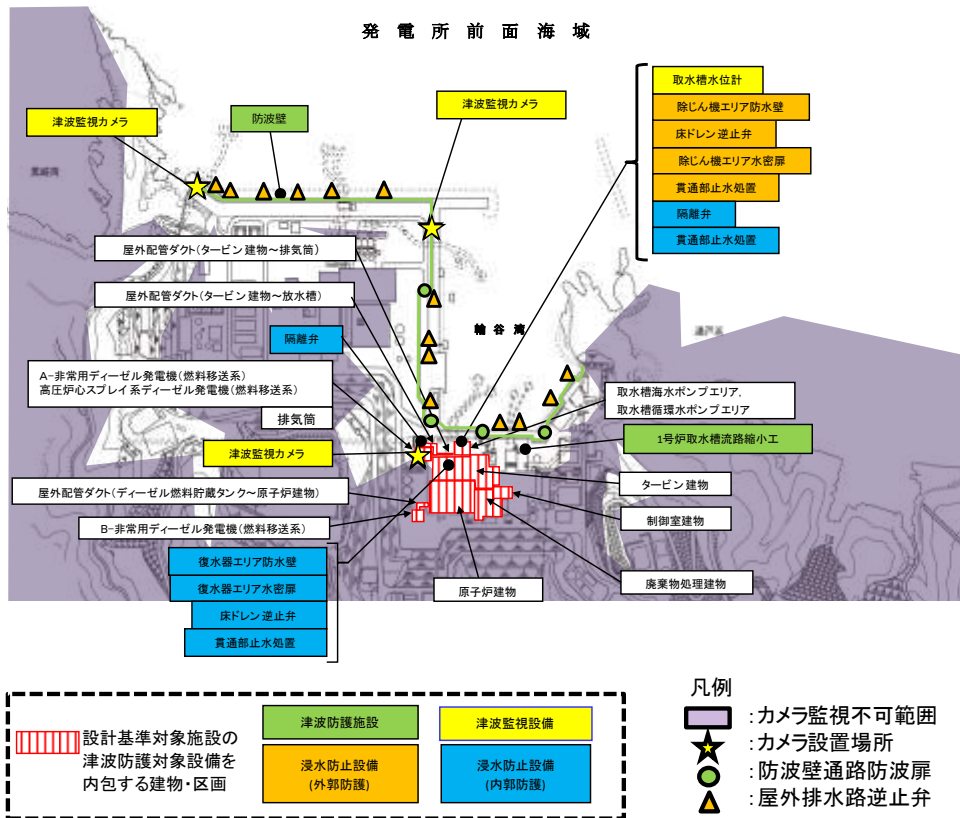 発電所前面海域
取水槽水位計
除じん機エリア防水壁
床ドレン逆止弁
除じん機エリア水密扉
貫通部止水処置
隔離弁
貫通部止水処置
津波監視カメラ
防波壁
津波監視カメラ
屋外配管ダクト(タービン建物～排気筒)
屋外配管ダクト(タービン建物～放水槽)
輪谷湾
隔離弁
A-非常用ディーゼル発電機(燃料移送系)
高圧炉心スプレイ系ディーゼル発電機(燃料移送系)
排気筒
取水槽海水ポンプエリア,
取水槽循環水ポンプエリア
1号炉取水槽流路縮小工
津波監視カメラ
タービン建物
屋外配管ダクト(ディーゼル燃料貯蔵タンク～原子炉建物)
制御室建物
B-非常用ディーゼル発電機(燃料移送系)
復水器エリア防水壁
復水器エリア水密扉
床ドレン逆止弁
貫通部止水処置
原子炉建物
廃棄物処理建物
設計基準対象施設の
津波防護対象設備を
内包する建物・区画
津波防護施設
津波監視設備
浸水防止設備
(外郭防護)
浸水防止設備
(内郭防護)
凡例
:カメラ監視不可範囲
:カメラ設置場所
:防波壁通路防波扉
:屋外排水路逆止弁